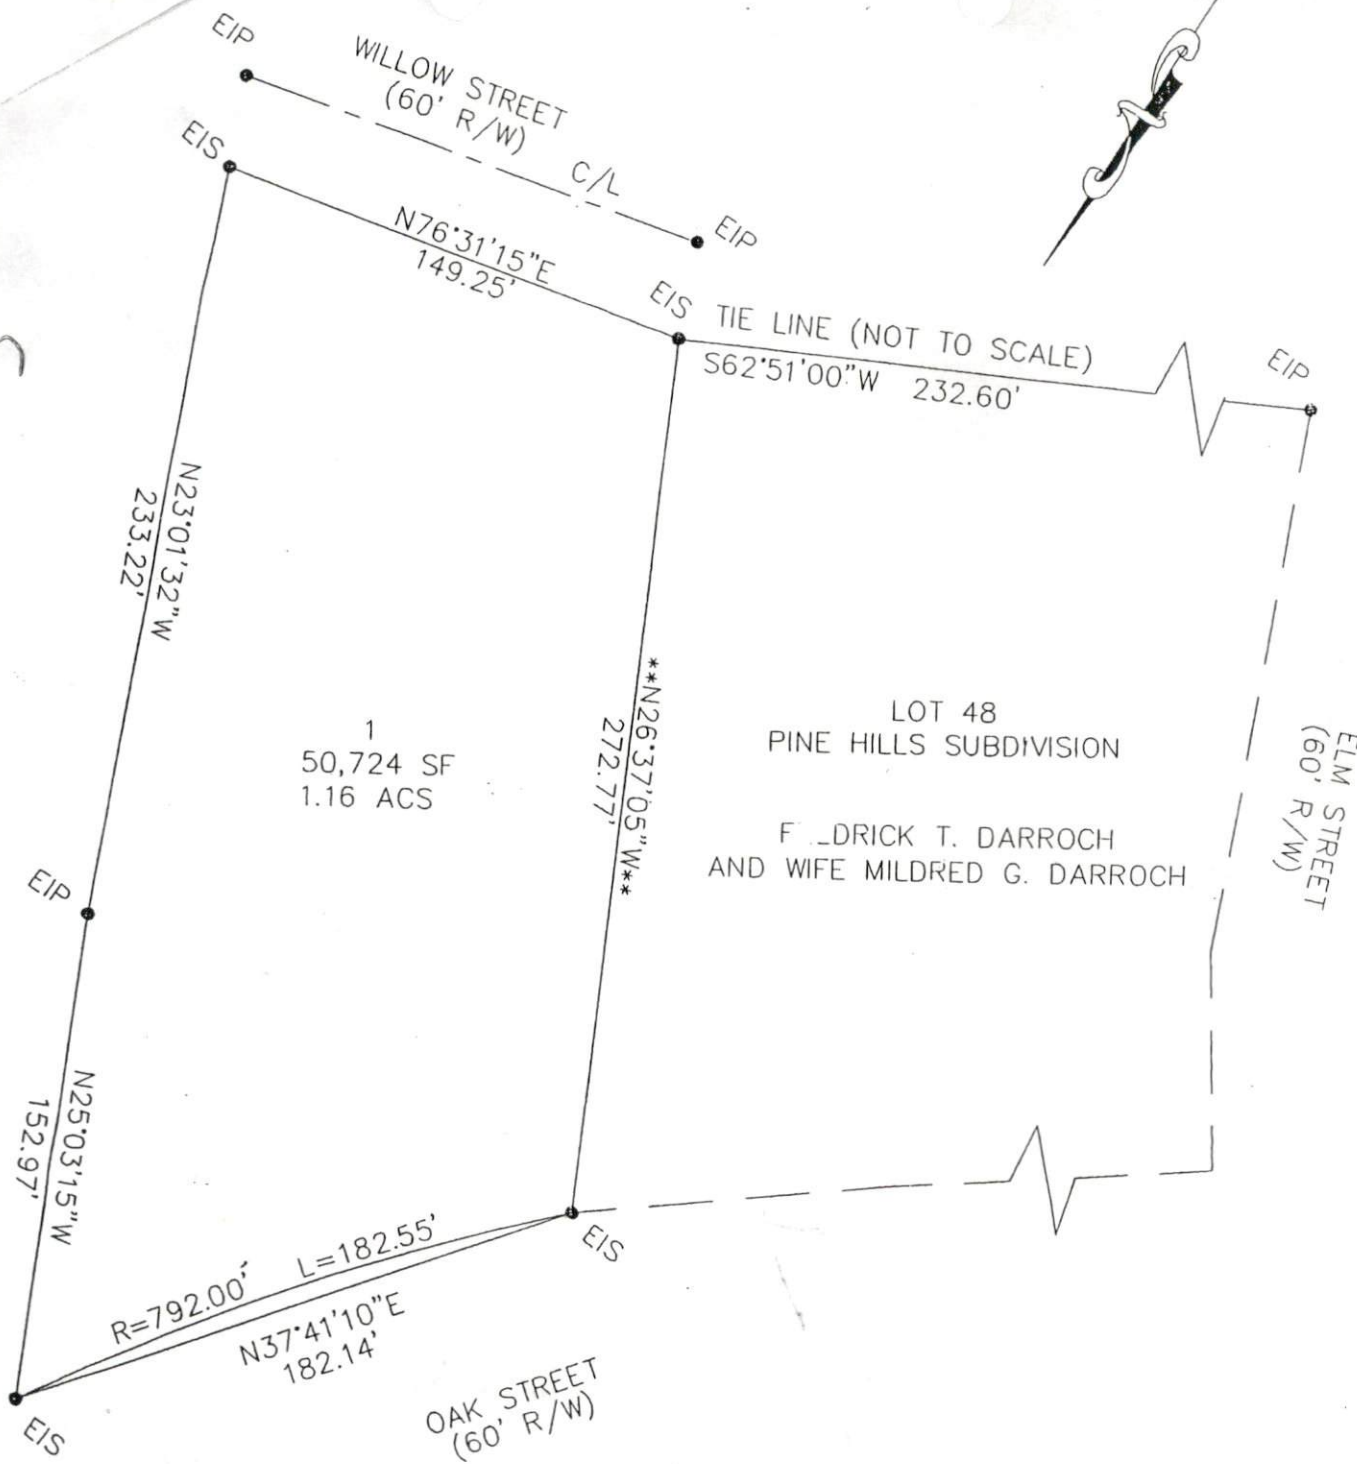 EIP
WILLOW STREET
(60' R/W)
C/L
EIP
EIS
N76°31'15"E
149.25'
EIS
TIE LINE (NOT TO SCALE)
S62°51'00"W 232.60'
EIP
N23°01'32"W
233.22'
**N26°37'05"W**
272.77'
1
50,724 SF
1.16 ACS
LOT 48
PINE HILLS SUBDIVISION
T. DARROCH
AND WIFE MILDRED G. DARROCH
ELM STREET
(60' R/W)
EIP
N25°03'15"W
152.97'
R=792.00' L=182.55'
N37°41'10"E
182.14'
EIS
EIS
OAK STREET
(60' R/W)